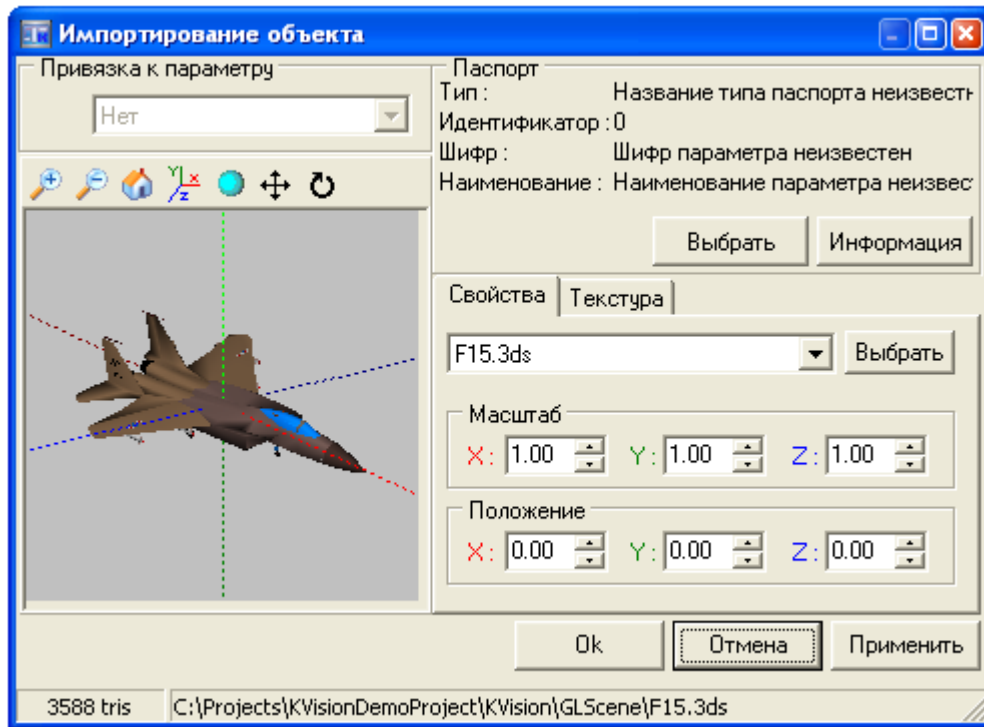 Импортирование объекта
Привязка к параметру
Нет
Паспорт
Тип : Название типа паспорта неизвестн
Идентификатор : 0
Шифр : Шифр параметра неизвестен
Наименование : Наименование параметра неизвес
Выбрать Информация
Y X Z
Свойства Текстура
F15.3ds Выбрать
Масштаб
X: 1.00 Y: 1.00 Z: 1.00
Положение
X: 0.00 Y: 0.00 Z: 0.00
Ok Отмена Применить
3588 tris C:\Projects\KVisionDemoProject\KVision\GLScene\F15.3ds